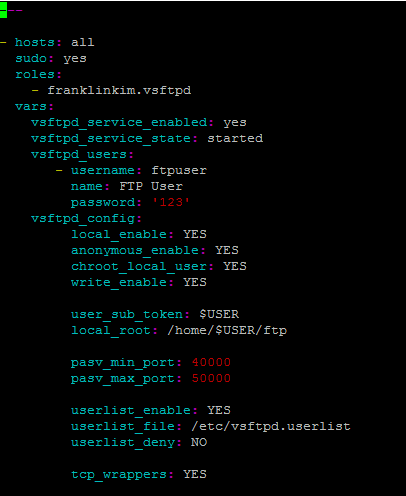 ---
- hosts: all
  sudo: yes
  roles:
    - franklinkim.vsftpd
  vars:
    vsftpd_service_enabled: yes
    vsftpd_service_state: started
    vsftpd_users:
       - username: ftpuser
         name: FTP User
         password: '123'
    vsftpd_config:
         local_enable: YES
         anonymous_enable: YES
         chroot_local_user: YES
         write_enable: YES
         user_sub_token: $USER
         local_root: /home/$USER/ftp
         pasv_min_port: 40000
         pasv_max_port: 50000
         userlist_enable: YES
         userlist_file: /etc/vsftpd.userlist
         userlist_deny: NO
         tcp_wrappers: YES